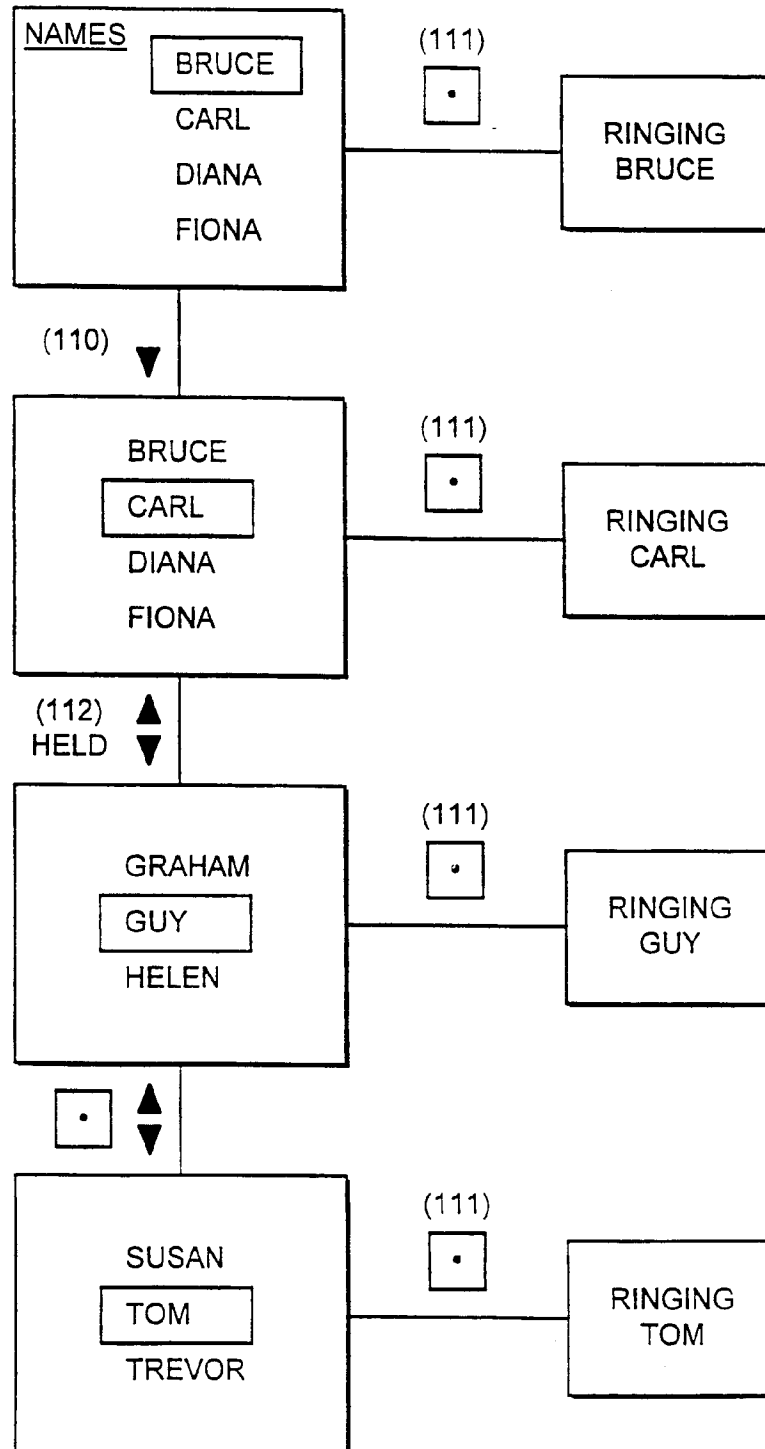 NAMES
BRUCE
CARL
DIANA
FIONA
(111)
RINGING
BRUCE
(110)
BRUCE
CARL
DIANA
FIONA
(111)
RINGING
CARL
(112)
HELD
GRAHAM
GUY
HELEN
(111)
RINGING
GUY
SUSAN
TOM
TREVOR
(111)
RINGING
TOM